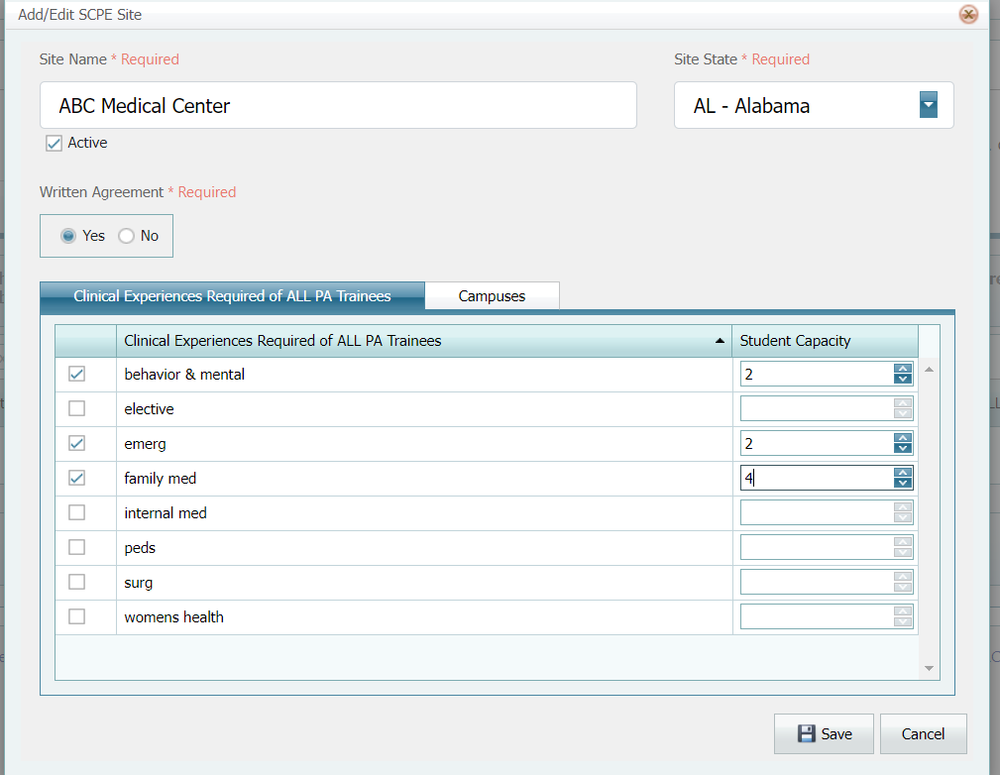 Add/Edit SCPE Site
Site Name * Required
Site State * Required
ABC Medical Center
AL - Alabama
Active
Written Agreement * Required
Yes No
Clinical Experiences Required of ALL PA Trainees
Campuses
Clinical Experiences Required of ALL PA Trainees
Student Capacity
behavior & mental 2
elective
emerg 2
family med 4
internal med
peds
surg
womens health
Save
Cancel